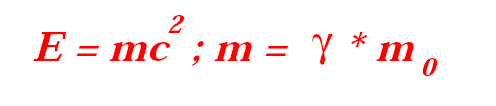 E = mc²; m = γ * m₀